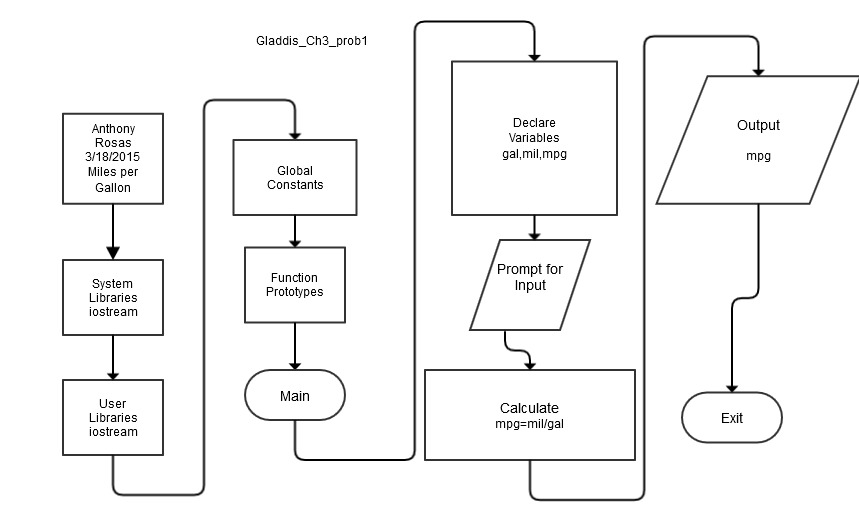 Gladdis_Ch3_prob1
Anthony
Rosas
3/18/2015
Miles per
Gallon
System
Libraries
iostream
User
Libraries
iostream
Global
Constants
Function
Prototypes
Main
Declare
Variables
gal,mil,mpg
Prompt for
Input
Calculate
mpg=mil/gal
Output
mpg
Exit